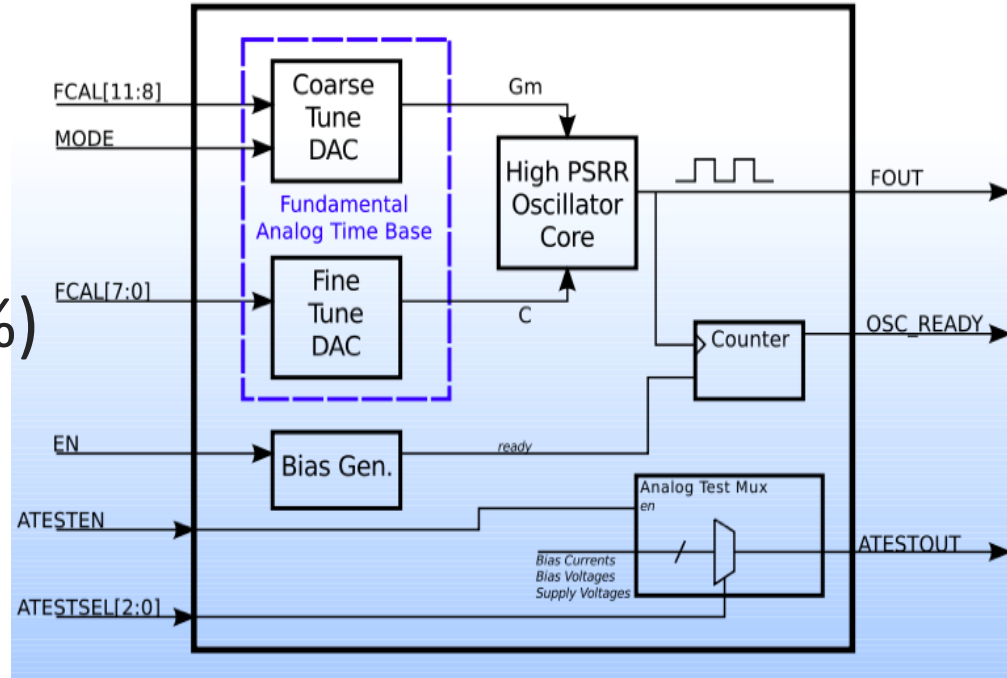 FCAL[11:8]
MODE
Coarse
Tune
DAC
Gm
Fundamental
Analog Time Base
High PSRR
Oscillator
Core
FOUT
FCAL[7:0]
%)
Fine
Tune
DAC
C
Counter
OSC_READY
EN
Bias Gen.
ready
Analog Test Mux
en
ATESTEN
Bias Currents
Bias Voltages
Supply Voltages
ATESTOUT
ATESTSEL[2:0]